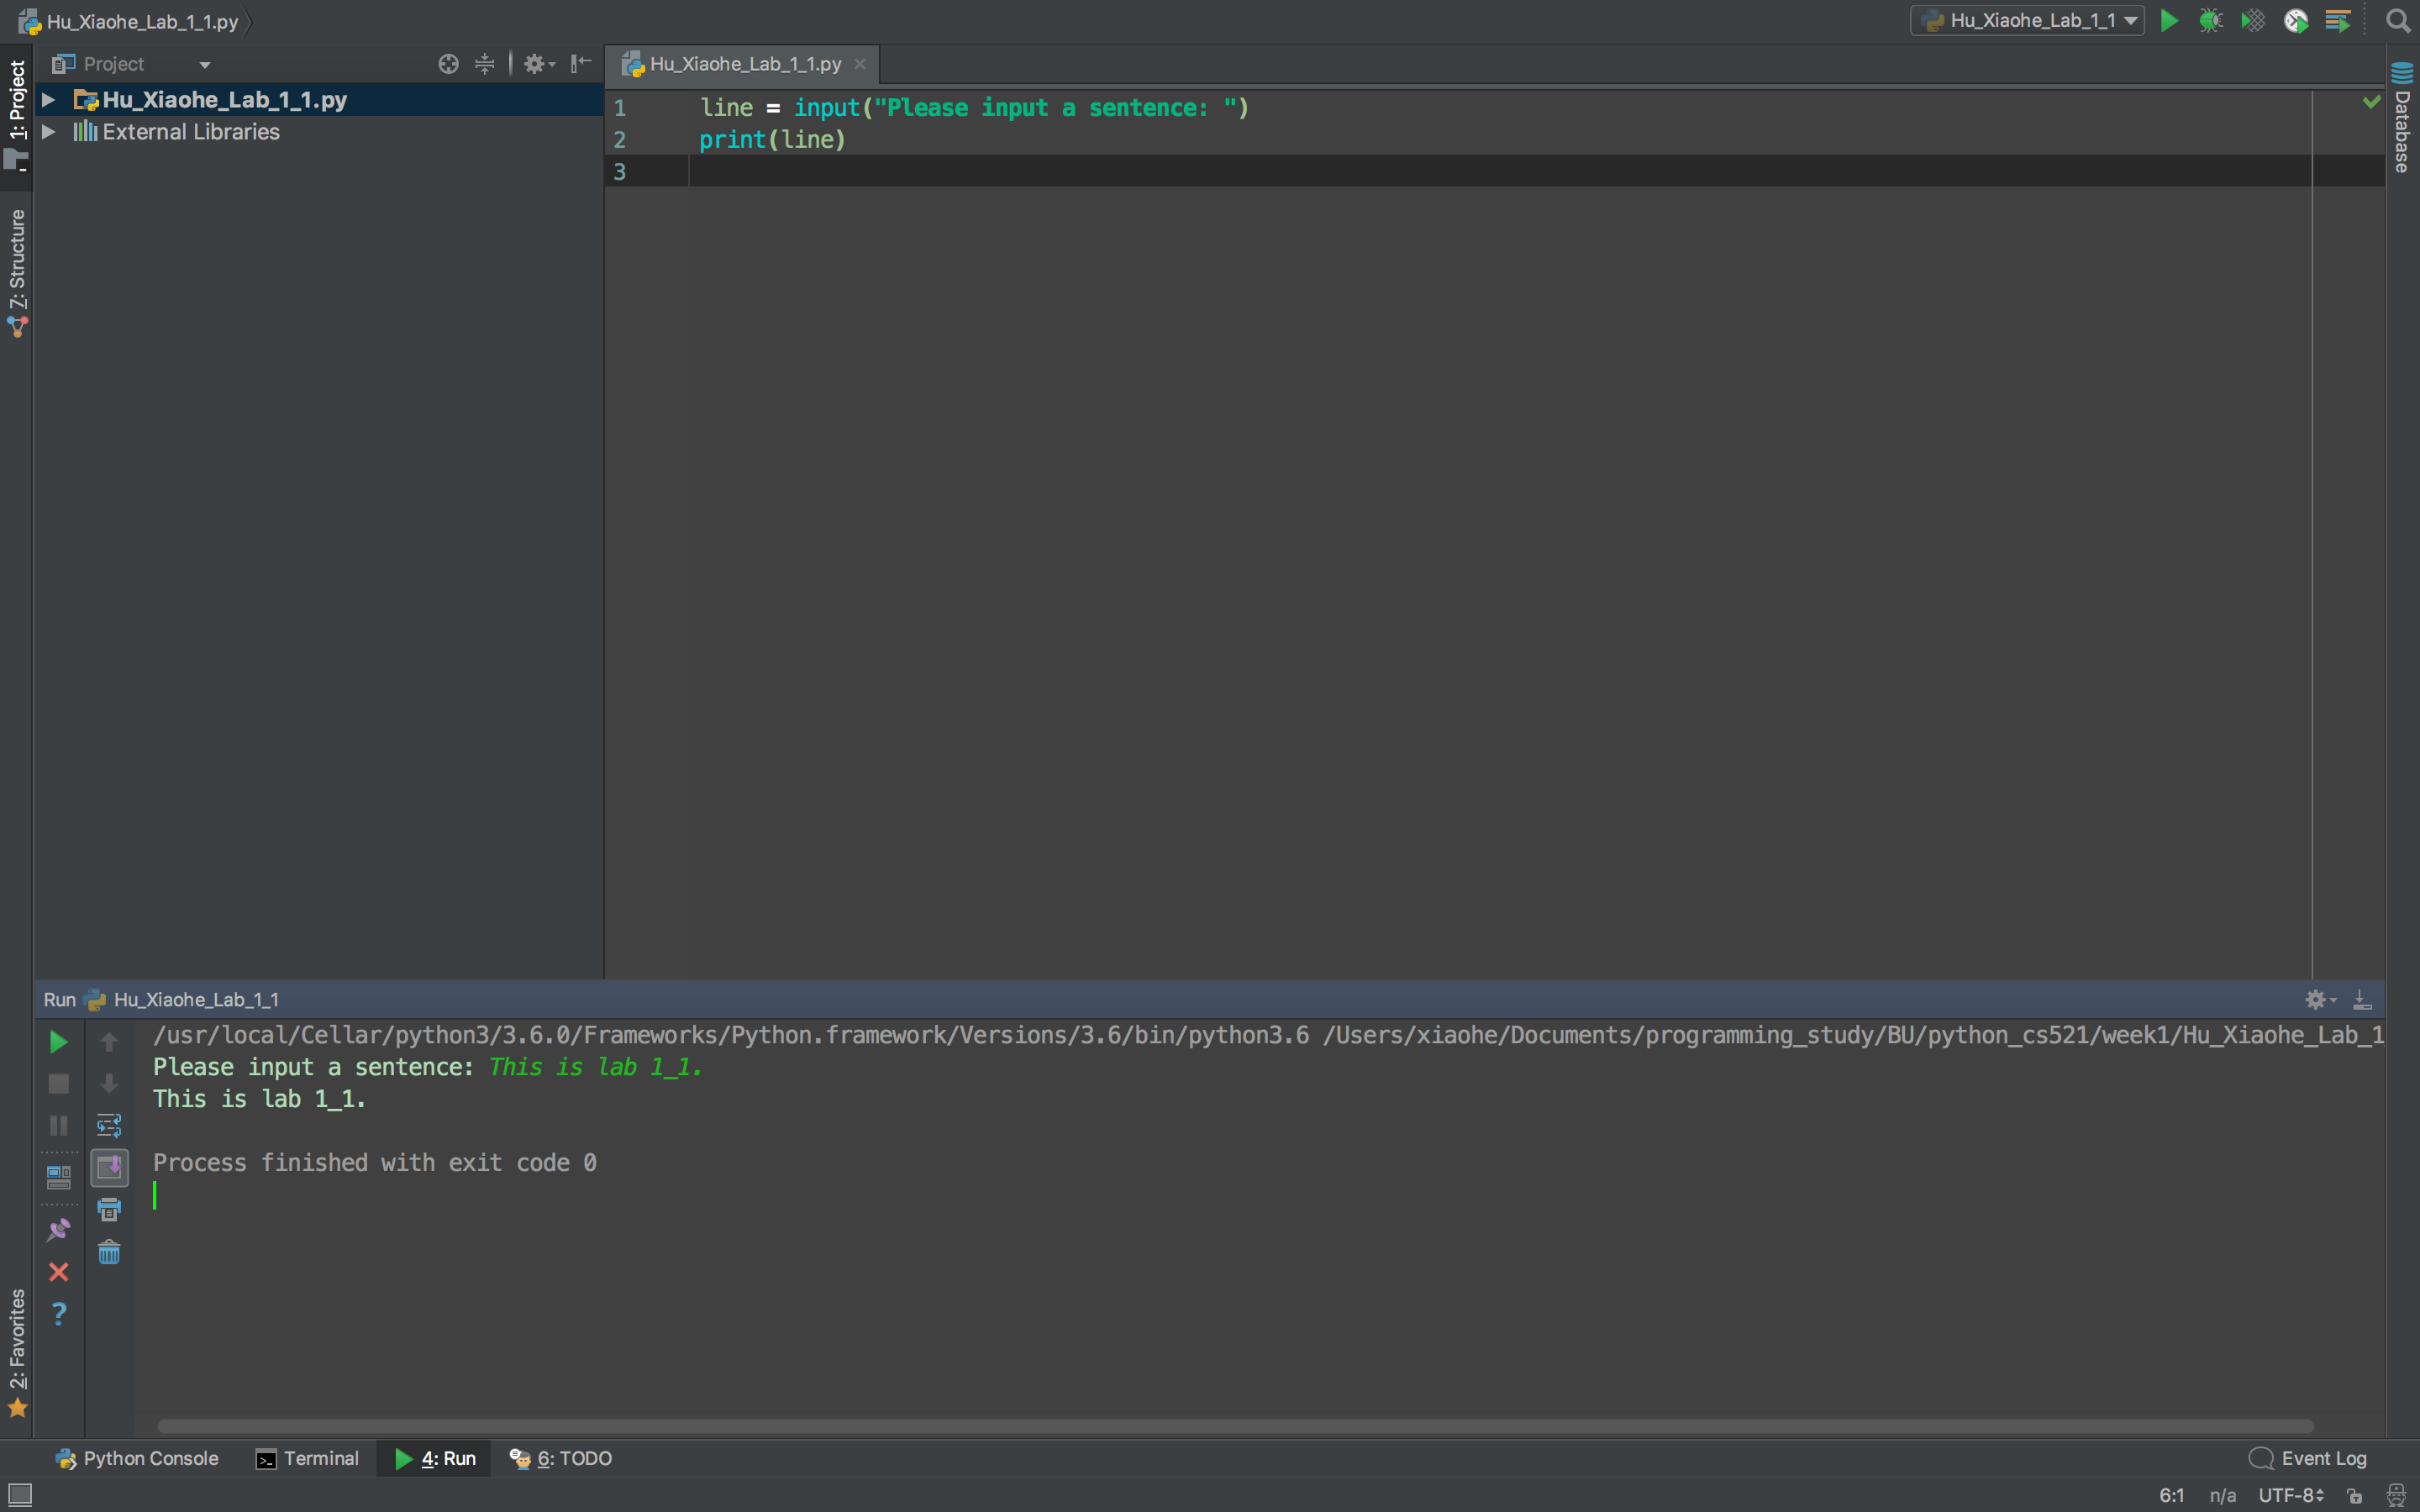 Hu_Xiaohe_Lab_1_1.py
Hu_Xiaohe_Lab_1_1
1: Project
Project
Hu_Xiaohe_Lab_1_1.py
Hu_Xiaohe_Lab_1_1.py
External Libraries
7: Structure
2: Favorites
Database
1 line = input("Please input a sentence: ")
2 print(line)
3
Run Hu_Xiaohe_Lab_1_1
/usr/local/Cellar/python3/3.6.0/Frameworks/Python.framework/Versions/3.6/bin/python3.6 /Users/xiaohe/Documents/programming_study/BU/python_cs521/week1/Hu_Xiaohe_Lab_1
Please input a sentence: This is lab 1_1.
This is lab 1_1.
Process finished with exit code 0
?
Python Console
Terminal
4: Run
6: TODO
Event Log
6:1 n/a UTF-8